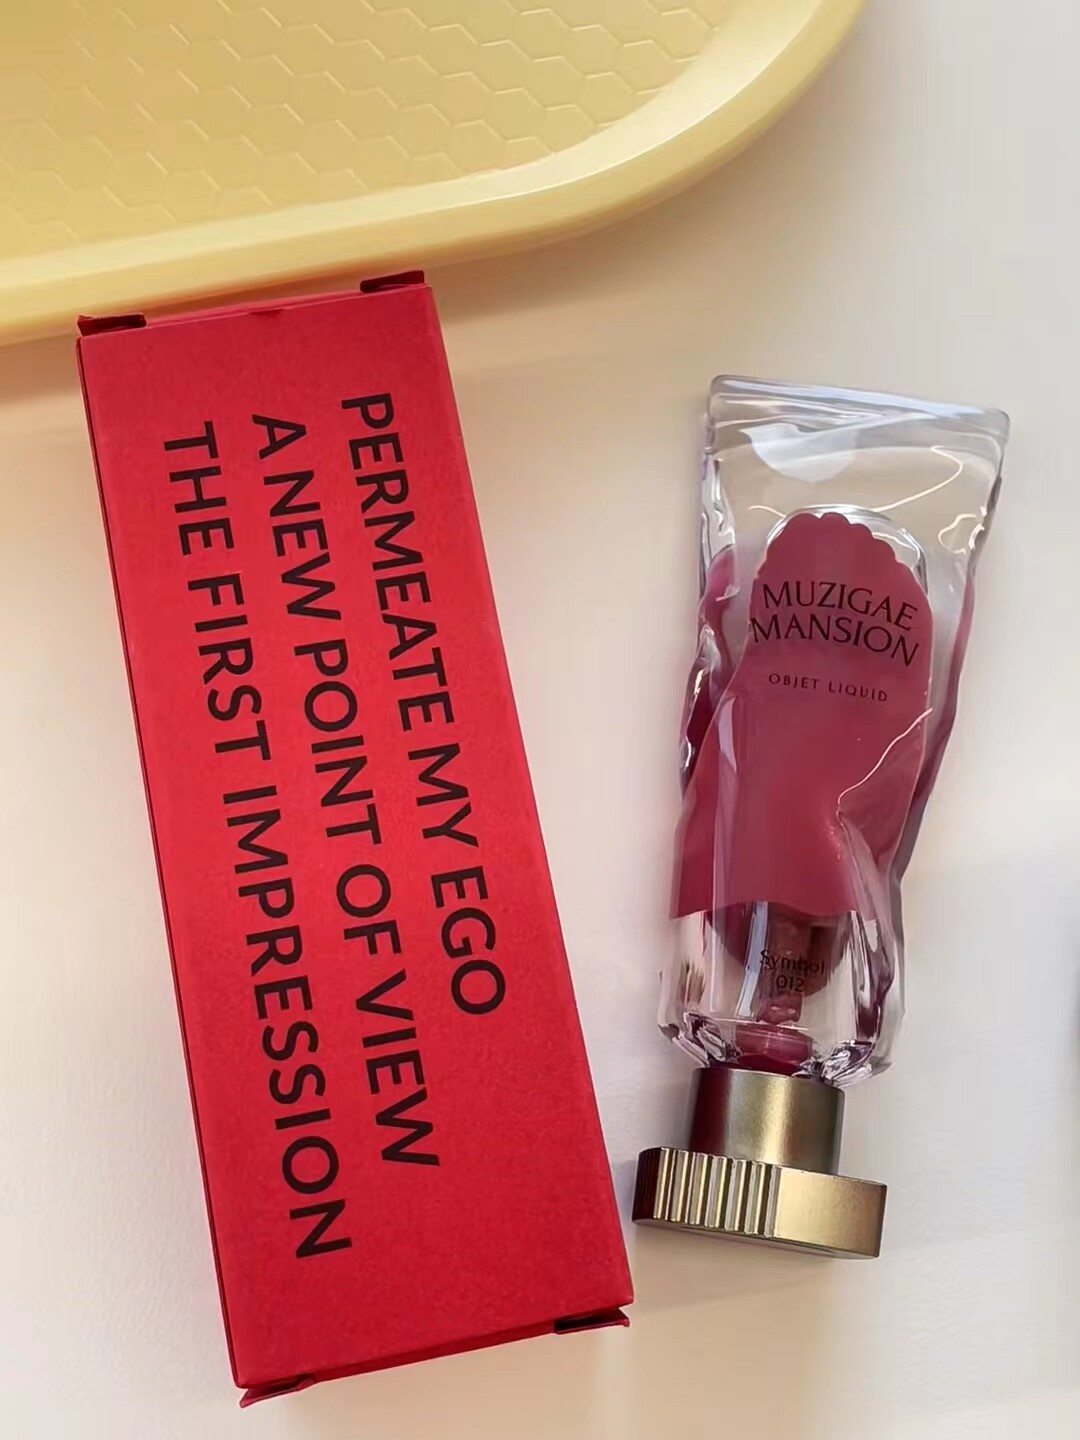 PERMEATE MY EGO
A NEW POINT OF VIEW
THE FIRST IMPRESSION
MUZIGAE
MANSION
OBJET LIQUID
Symbol
012